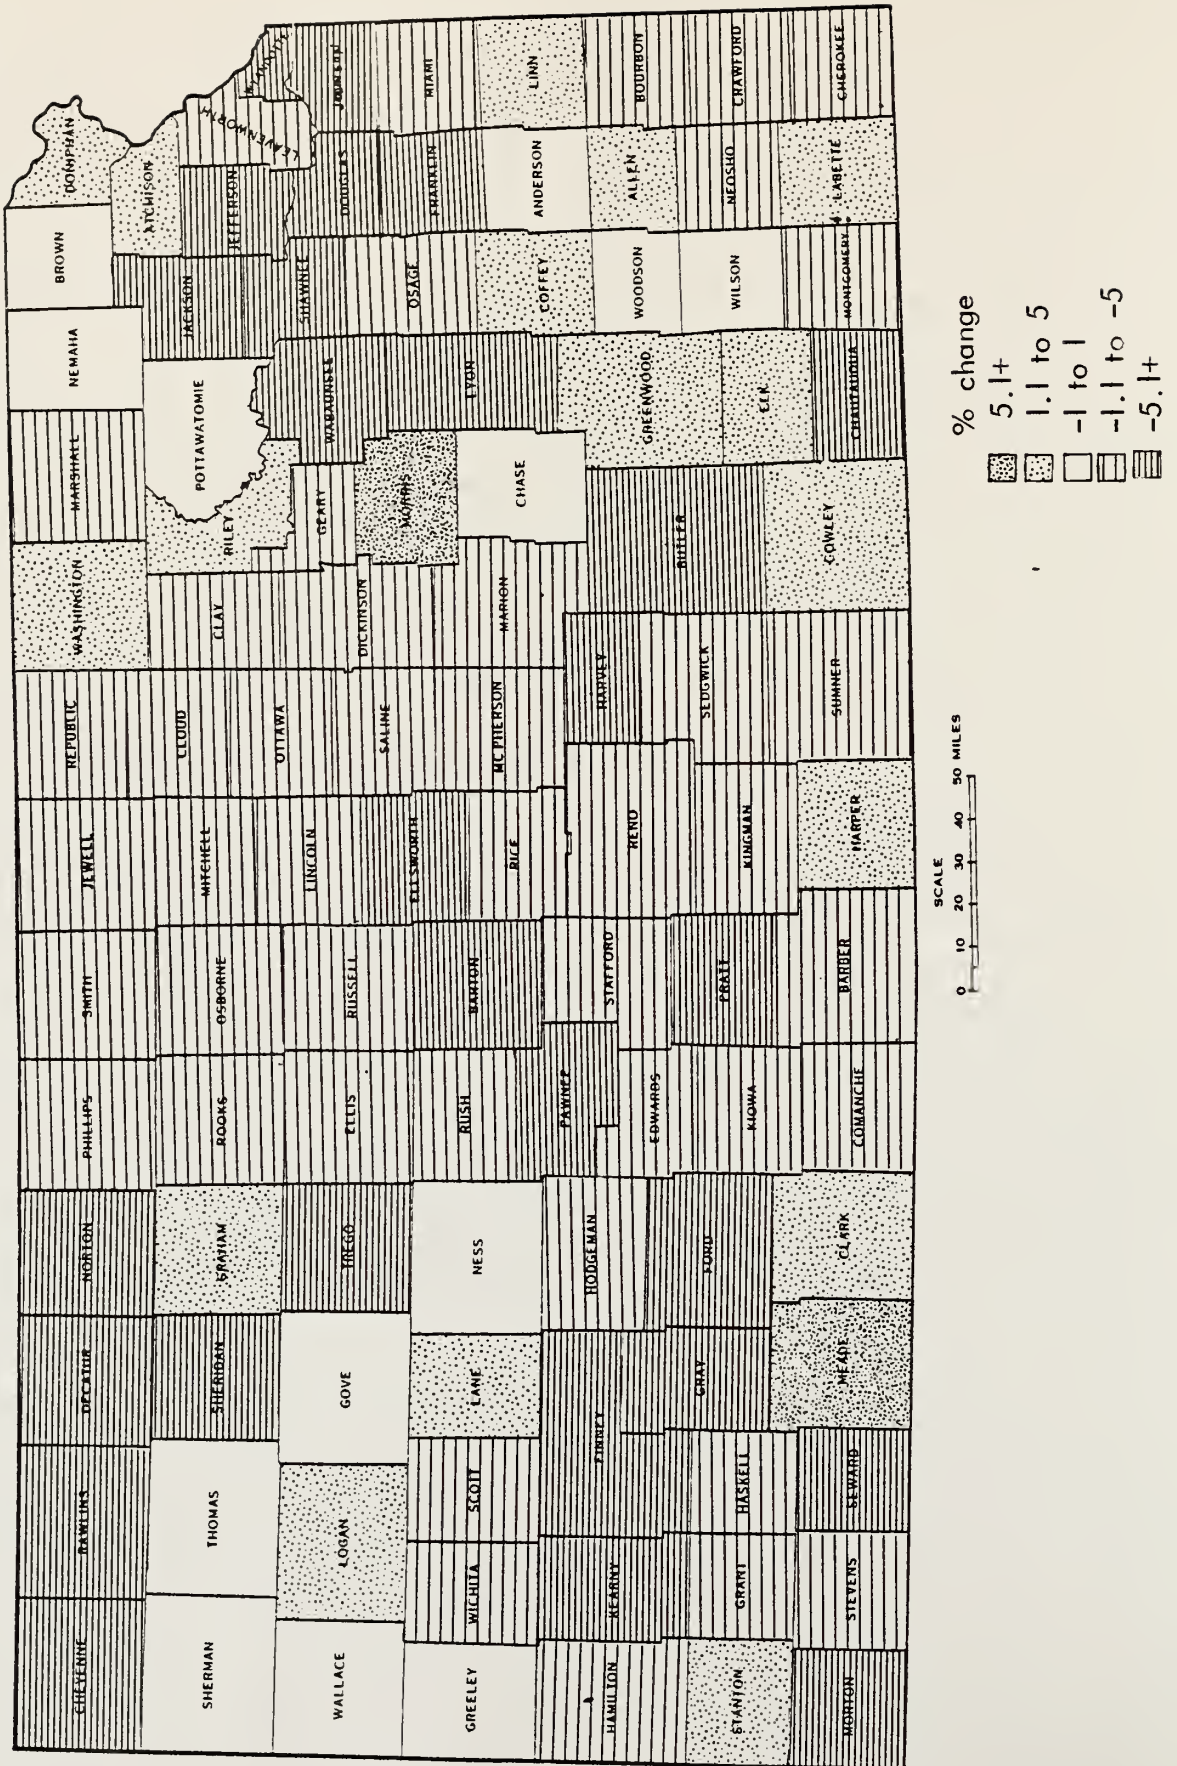 CHEYENNE
RAWLINS
DECATUR
NORTON
PHILLIPS
SMITH
JEWELL
REPUBLIC
WASHINGTON
MARSHALL
NEMAHA
BROWN
DONIPHAN
SHERMAN
THOMAS
SHERIDAN
GRAHAM
ROOKS
OSBORNE
MITCHELL
CLOUD
CLAY
RILEY
POTTAWATOMIE
JACKSON
ATCHISON
JEFFERSON
LEAVENWORTH
WYANDOTTE
WALLACE
LOGAN
GOVE
TREGO
ELLIS
RUSSELL
LINCOLN
OTTAWA
DICKINSON
GEARY
WABAUNSEE
SHAWNEE
DOUGLAS
JOHNSON
GREELEY
WICHITA
SCOTT
LANE
NESS
RUSH
BARTON
ELLSWORTH
SALINE
MORRIS
LYON
OSAGE
FRANKLIN
MIAMI
RICE
MC PHERSON
MARION
CHASE
COFFEY
ANDERSON
LINN
HAMILTON
KEARNY
FINNEY
HODGEMAN
PAWNEE
STAFFORD
RENO
HARVEY
BUTLER
GREENWOOD
WOODSON
ALLEN
BOURBON
EDWARDS
SEDGWICK
STANTON
GRANT
HASKELL
GRAY
FORD
KIOWA
PRATT
KINGMAN
ELK
WILSON
NEOSHO
CRAWFORD
MORTON
STEVENS
SEWARD
MEADE
CLARK
COMANCHE
BARBER
HARPER
SUMNER
COWLEY
CHAUTAUQUA
MONTGOMERY
LABETTE
CHEROKEE
SCALE
0 10 20 30 40 50 MILES
% change
5.1+
1.1 to 5
-1 to 1
-1.1 to -5
-5.1+